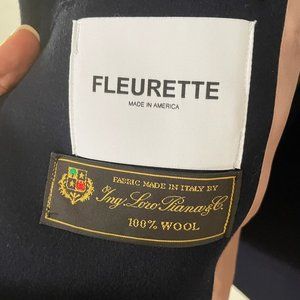 FLEURETTE
MADE IN AMERICA
FABRIC MADE IN ITALY BY
Ing. Loro Piana & C.
100% WOOL